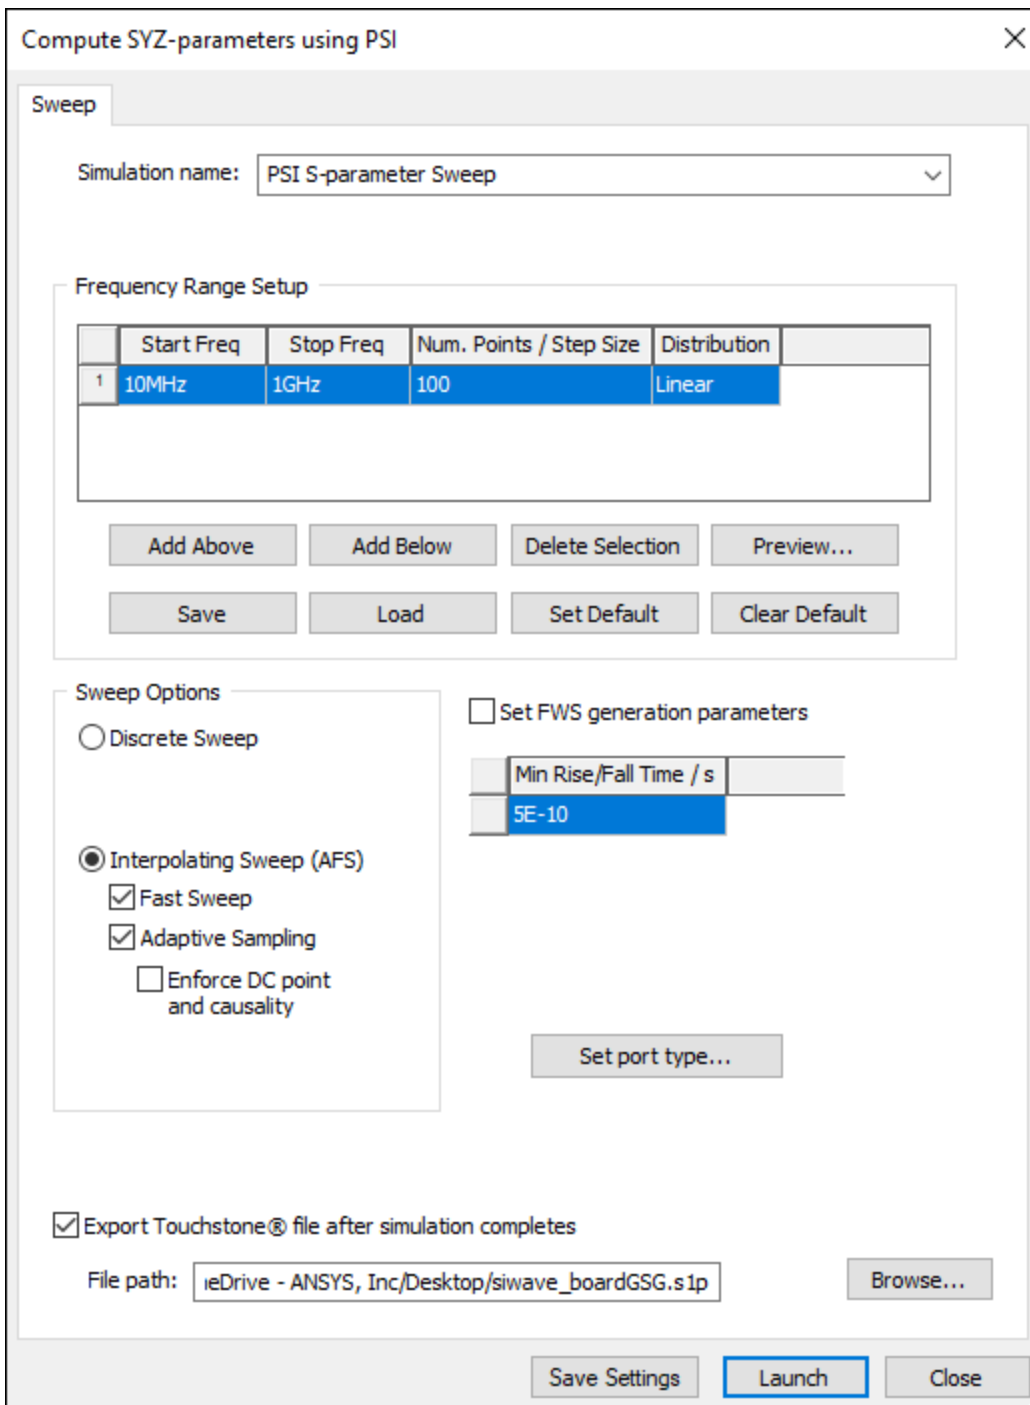 Compute SYZ-parameters using PSI
Sweep
Simulation name: PSI S-parameter Sweep
Frequency Range Setup
Start Freq Stop Freq Num. Points / Step Size Distribution
1 10MHz 1GHz 100 Linear
Add Above Add Below Delete Selection Preview...
Save Load Set Default Clear Default
Sweep Options
Set FWS generation parameters
Discrete Sweep
Min Rise/Fall Time / s
5E-10
Interpolating Sweep (AFS)
Fast Sweep
Adaptive Sampling
Enforce DC point
and causality
Set port type...
Export Touchstone® file after simulation completes
File path: eDrive - ANSYS, Inc/Desktop/siwave_boardGSG.s1p Browse...
Save Settings Launch Close